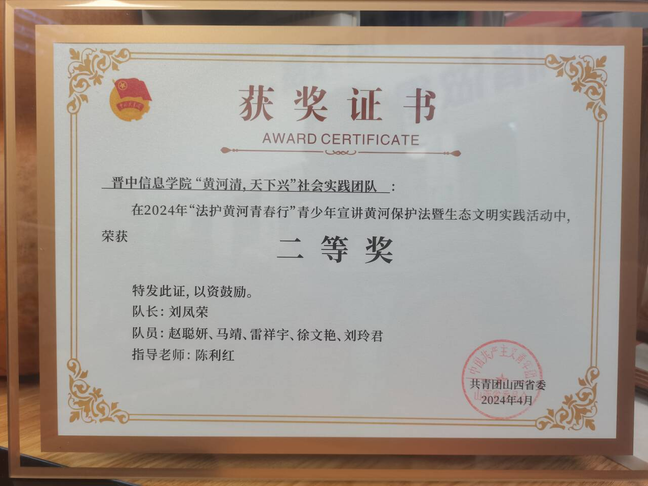 获奖证书
AWARD CERTIFICATE
晋中信息学院“黄河清,天下兴”社会实践团队：
在2024年“法护黄河青春行”青少年宣讲黄河保护法暨生态文明实践活动中,
荣获
二等奖
特发此证,以资鼓励。
队长：刘凤荣
队员：赵聪妍、马靖、雷祥宇、徐文艳、刘玲君
指导老师：陈利红
共青团山西省委
2024年4月